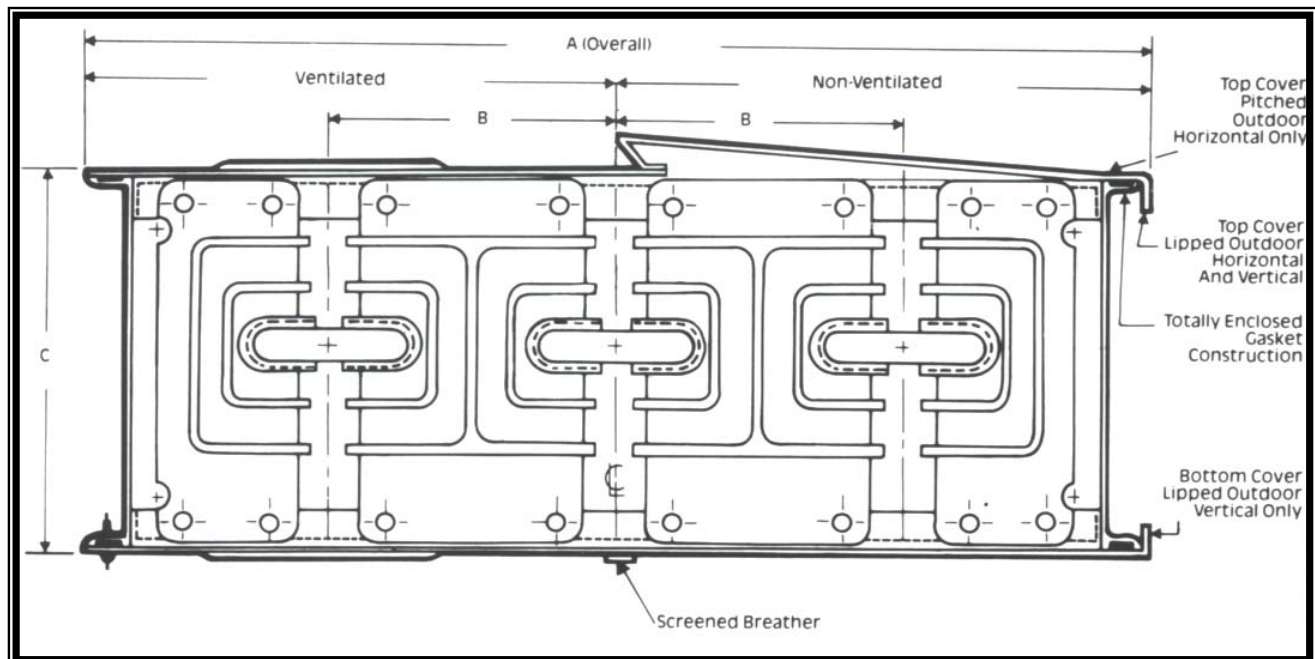 A (Overall)
Ventilated
Non-Ventilated
B
B
C
Top Cover
Pitched
Outdoor
Horizontal Only
Top Cover
Lipped Outdoor
Horizontal
And Vertical
Totally Enclosed
Gasket
Construction
Bottom Cover
Lipped Outdoor
Vertical Only
CL
Screened Breather